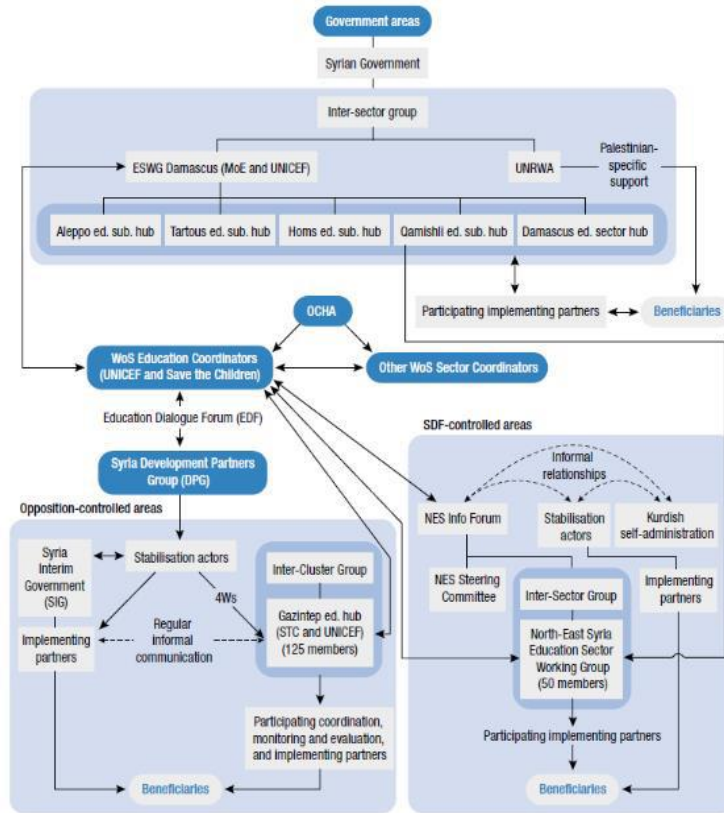 Government areas
Syrian Government
Inter-sector group
ESWG Damascus (MoE and UNICEF)
UNRWA
Palestinian-
specific
support
Aleppo ed. sub. hub
Tartous ed. sub. hub
Homs ed. sub. hub
Qamishli ed. sub. hub
Damascus ed. sector hub
Participating implementing partners
Beneficiaries
OCHA
WoS Education Coordinators
(UNICEF and Save the Children)
Other WoS Sector Coordinators
Education Dialogue Forum (EDF)
Syria Development Partners
Group (DPG)
Opposition-controlled areas
Syria
Interim
Government
(SIG)
Stabilisation actors
4Ws
Inter-Cluster Group
Gazintep ed. hub
(STC and UNICEF)
(125 members)
Implementing
partners
Regular
informal
communication
Participating coordination,
monitoring and evaluation,
and implementing partners
Beneficiaries
SDF-controlled areas
Informal
relationships
NES Info Forum
Stabilisation
actors
Kurdish
self-administration
NES Steering
Committee
Inter-Sector Group
Implementing
partners
North-East Syria
Education Sector
Working Group
(50 members)
Participating implementing partners
Beneficiaries